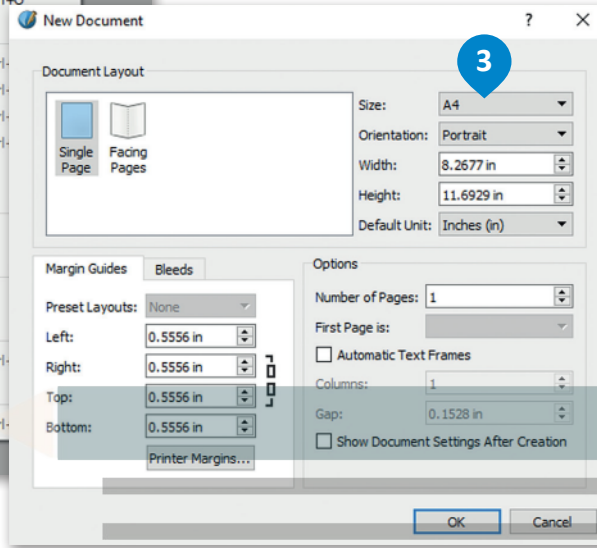 New Document
?
3
Document Layout
Single Page
Facing Pages
Size: A4
Orientation: Portrait
Width: 8.2677 in
Height: 11.6929 in
Default Unit: Inches (in)
Margin Guides
Bleeds
Preset Layouts: None
Left: 0.5556 in
Right: 0.5556 in
Top: 0.5556 in
Bottom: 0.5556 in
Printer Margins...
Options
Number of Pages: 1
First Page is:
Automatic Text Frames
Columns: 1
Gap: 0.1528 in
Show Document Settings After Creation
OK
Cancel